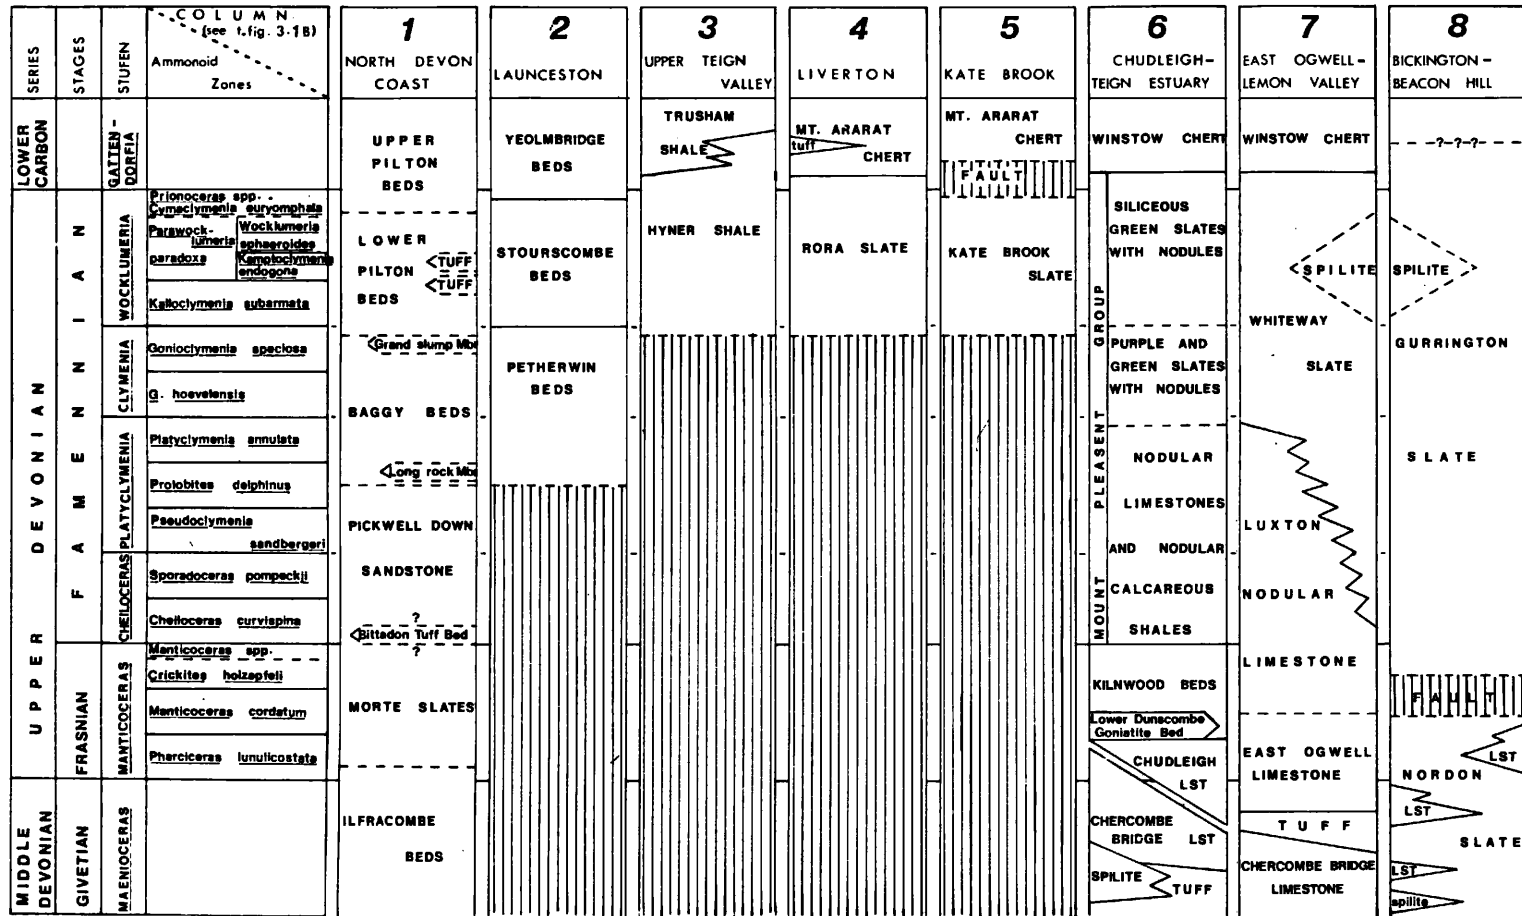 SERIES
STAGES
STUFEN
COLUMN
(see t.fig. 3-1B)
Ammonoid
Zones
1
NORTH DEVON
COAST
2
LAUNCESTON
3
UPPER TEIGN
VALLEY
4
LIVERTON
5
KATE BROOK
6
CHUDLEIGH-
TEIGN ESTUARY
7
EAST OGWELL-
LEMON VALLEY
8
BICKINGTON-
BEACON HILL
LOWER
CARBON
UPPER DEVONIAN
MIDDLE
DEVONIAN
FAMENNIAN
FRASNIAN
GIVETIAN
GATTEN-
DORFIA
WOCKLUMERIA
CLYMENIA
PLATYCLYMENIA
CHEILOCERAS
MANTICOCERAS
MAENIOCERAS
Prionoceras spp.
Cymaclymenia euryomphala
Parawock-
lumeria
paradoxa
Wocklumeria
sphaeroides
Kamptoclymenia
endogona
Kalloclymenia subarmata
Gonioclymenia speciosa
G. hoevelensis
Platyclymenia annulata
Prolobites delphinus
Pseudoclymenia
sandbergeri
Sporadoceras pompeckji
Cheiloceras curvispina
Manticoceras spp.
Crickites holzapfeli
Manticoceras cordatum
Pharciceras lunulicostata
UPPER
PILTON
BEDS
LOWER
TUFF
PILTON
TUFF
BEDS
Grand slump Mbr
BAGGY BEDS
Long rock Mbr
PICKWELL DOWN
SANDSTONE
?
Bittadon Tuff Bed
?
MORTE SLATES
ILFRACOMBE
BEDS
YEOLMBRIDGE
BEDS
STOURSCOMBE
BEDS
PETHERWIN
BEDS
TRUSHAM
SHALE
HYNER SHALE
MT. ARARAT
tuff
CHERT
RORA SLATE
MT. ARARAT
CHERT
FAULT
KATE BROOK
SLATE
WINSTOW CHERT
MOUNT PLEASANT GROUP
SILICEOUS
GREEN SLATES
WITH NODULES
PURPLE AND
GREEN SLATES
WITH NODULES
NODULAR
LIMESTONES
AND NODULAR
CALCAREOUS
SHALES
KILNWOOD BEDS
Lower Dunscombe
Goniatite Bed
CHUDLEIGH
LST
CHERCOMBE
BRIDGE LST
SPILITE
TUFF
WINSTOW CHERT
SPILITE
WHITEWAY
SLATE
LUXTON
NODULAR
LIMESTONE
EAST OGWELL
LIMESTONE
TUFF
CHERCOMBE BRIDGE
LIMESTONE
-?-?-?-
SPILITE
GURRINGTON
SLATE
FAULT
LST
NORDON
LST
SLATE
LST
spilite